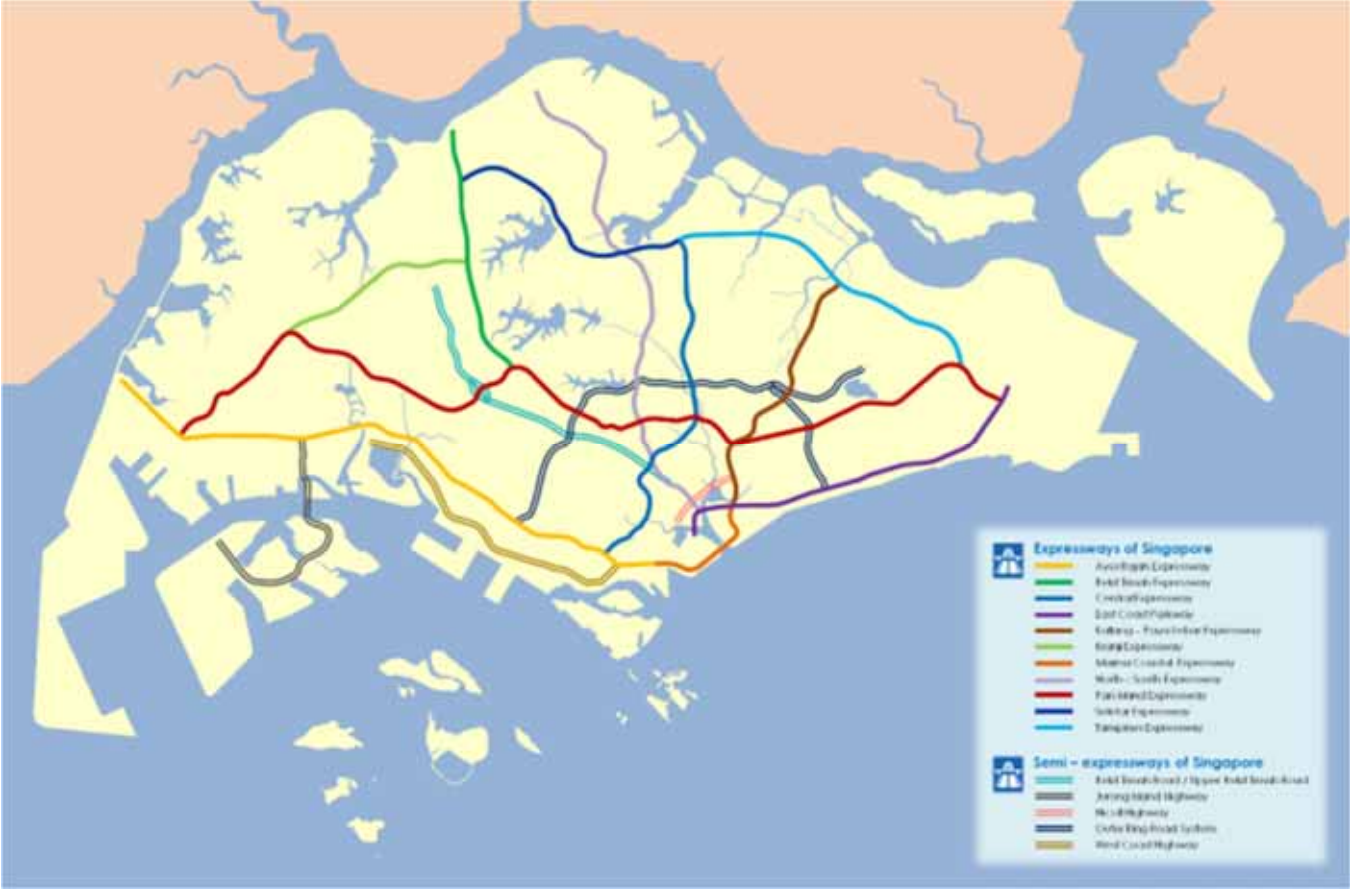 Expressways of Singapore
Ayer Rajah Expressway
Bukit Timah Expressway
Central Expressway
East Coast Parkway
Kallang - Paya Lebar Expressway
Kranji Expressway
Marina Coastal Expressway
North - South Expressway
Pan Island Expressway
Seletar Expressway
Tampines Expressway
Semi - expressways of Singapore
Bukit Timah Road / Upper Bukit Timah Road
Jurong Island Highway
Nicoll Highway
Outer Ring Road System
West Coast Highway